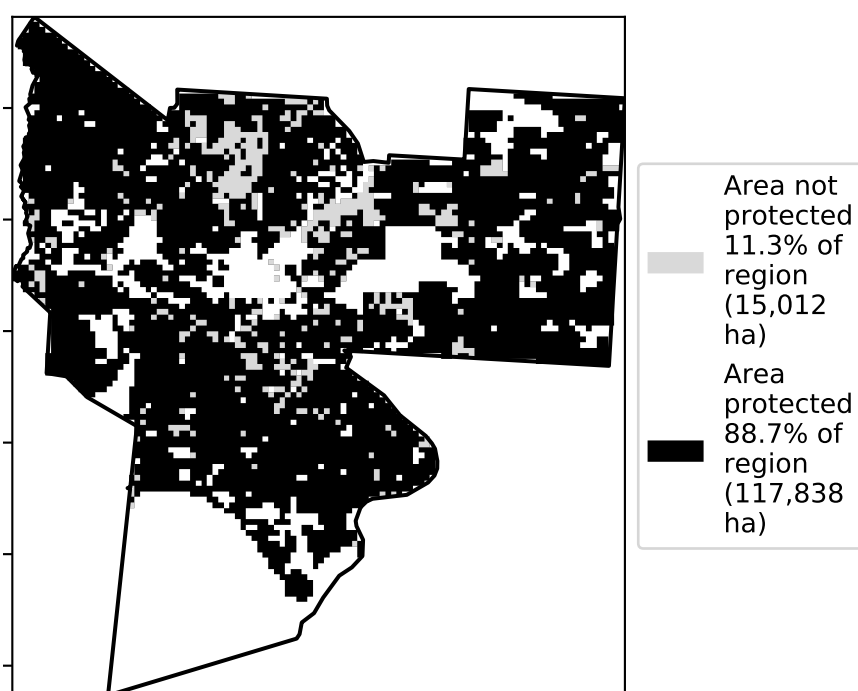 Area not
protected
11.3% of
region
(15,012
ha)
Area
protected
88.7% of
region
(117,838
ha)